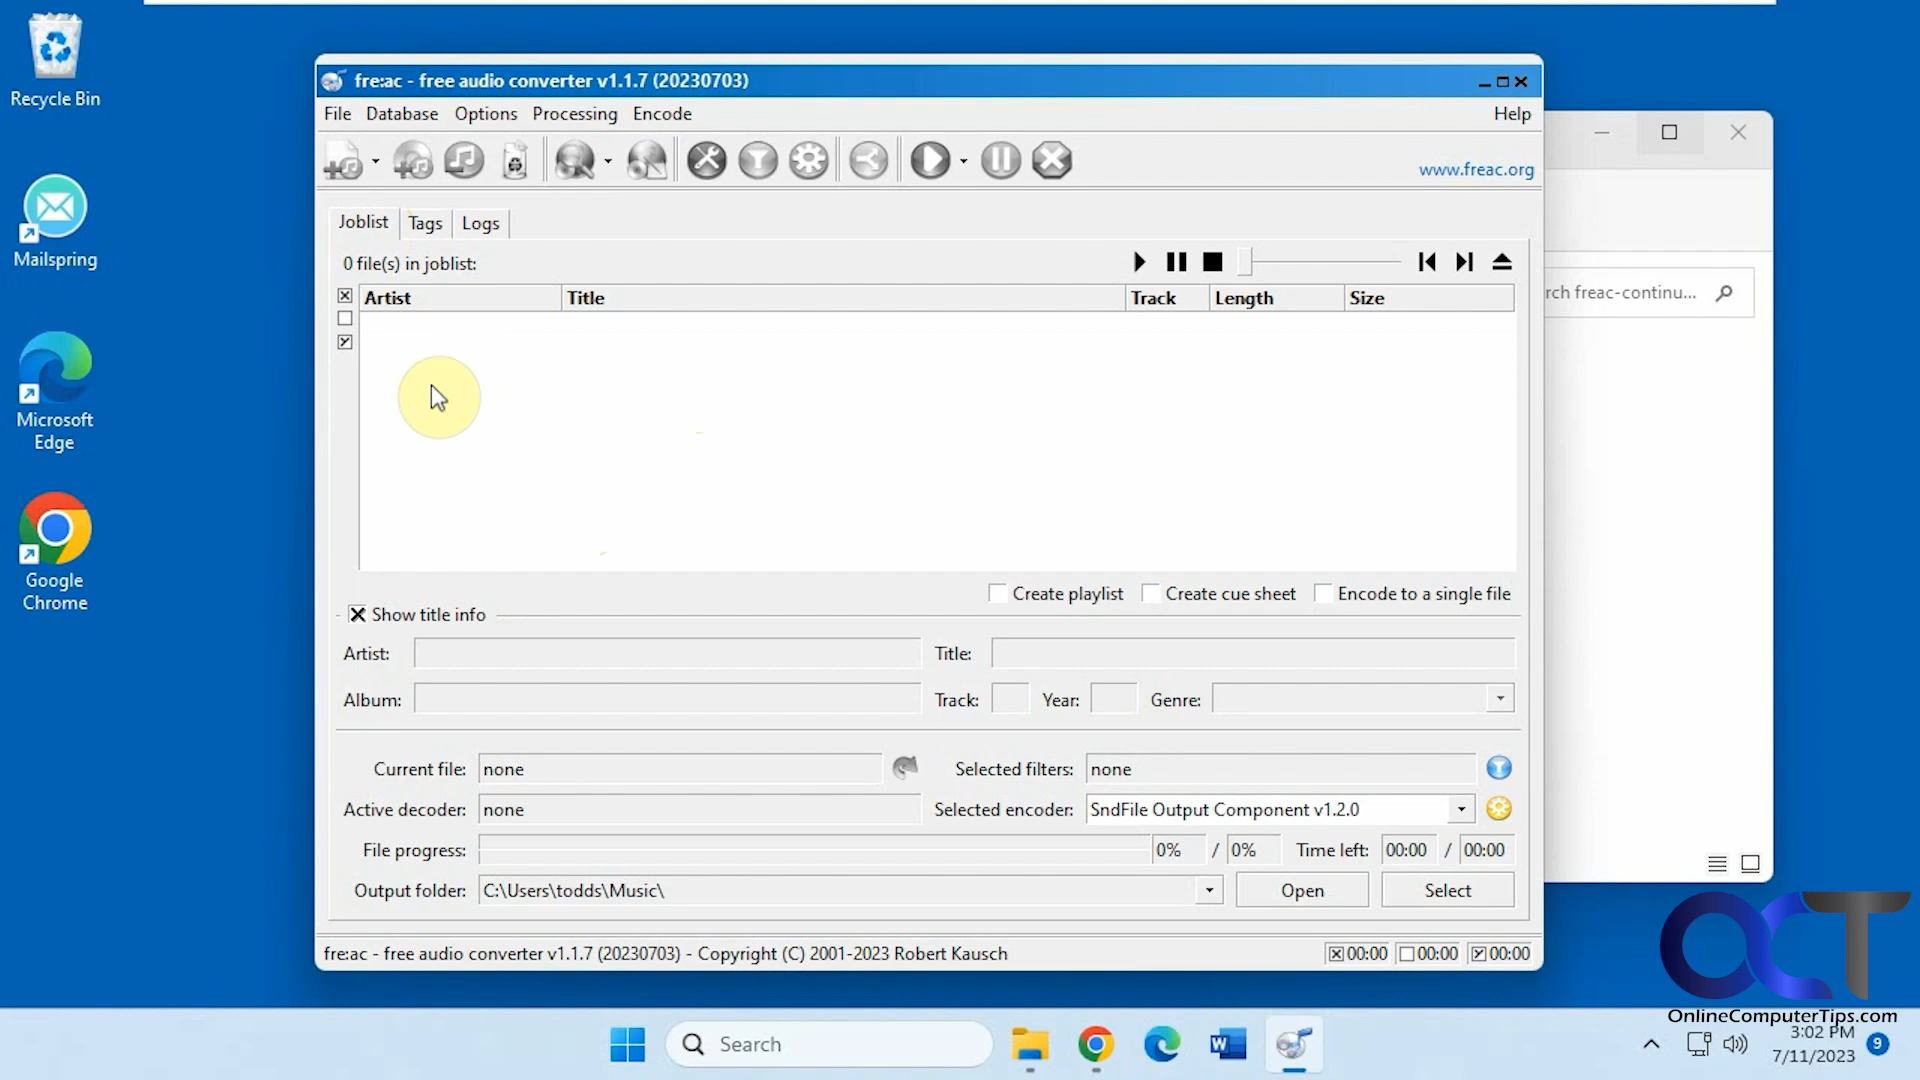 Recycle Bin
Mailspring
Microsoft
Edge
Google
Chrome
fre:ac - free audio converter v1.1.7 (20230703)
File Database Options Processing Encode Help
www.freac.org
Joblist Tags Logs
0 file(s) in joblist:
Artist Title Track Length Size
Create playlist Create cue sheet Encode to a single file
Show title info
Artist: Title:
Album: Track: Year: Genre:
Current file: none Selected filters: none
Active decoder: none Selected encoder: SndFile Output Component v1.2.0
File progress: 0% / 0% Time left: 00:00 / 00:00
Output folder: C:\Users\todds\Music\ Open Select
fre:ac - free audio converter v1.1.7 (20230703) - Copyright (C) 2001-2023 Robert Kausch 00:00 00:00 00:00
rch freac-continu...
OCT
OnlineComputerTips.com
Search
W
3:02 PM
7/11/2023
9